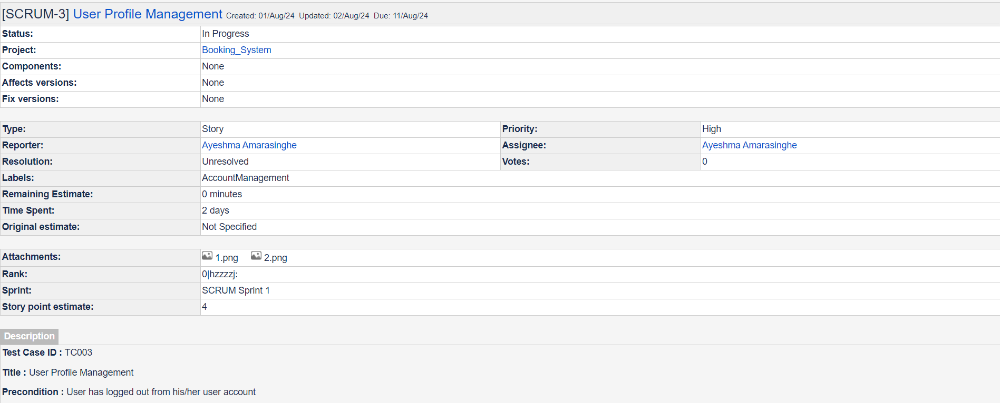 [SCRUM-3] User Profile Management Created: 01/Aug/24 Updated: 02/Aug/24 Due: 11/Aug/24
Status: In Progress
Project: Booking_System
Components: None
Affects versions: None
Fix versions: None
Type: Story Priority: High
Reporter: Ayeshma Amarasinghe Assignee: Ayeshma Amarasinghe
Resolution: Unresolved Votes: 0
Labels: AccountManagement
Remaining Estimate: 0 minutes
Time Spent: 2 days
Original estimate: Not Specified
Attachments: 1.png 2.png
Rank: 0|hzzzzj:
Sprint: SCRUM Sprint 1
Story point estimate: 4
Description
Test Case ID : TC003
Title : User Profile Management
Precondition : User has logged out from his/her user account